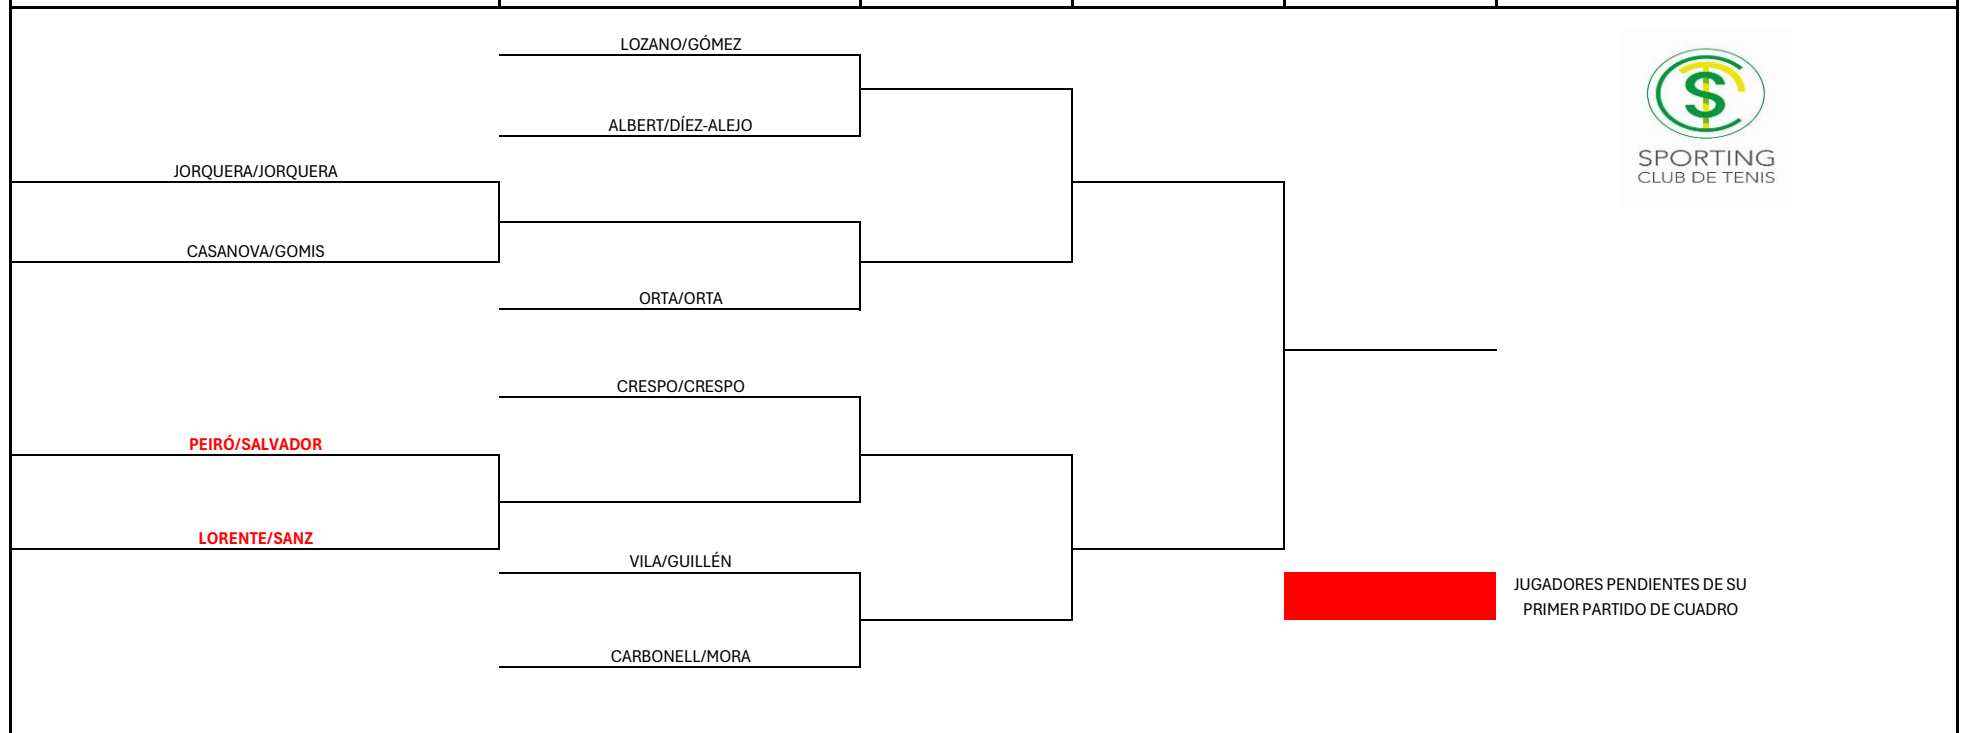 LOZANO/GÓMEZ
ALBERT/DÍEZ-ALEJO
JORQUERA/JORQUERA
CASANOVA/GOMIS
ORTA/ORTA
CRESPO/CRESPO
PEIRÓ/SALVADOR
LORENTE/SANZ
VILA/GUILLÉN
CARBONELL/MORA
SPORTING
CLUB DE TENIS
JUGADORES PENDIENTES DE SU
PRIMER PARTIDO DE CUADRO